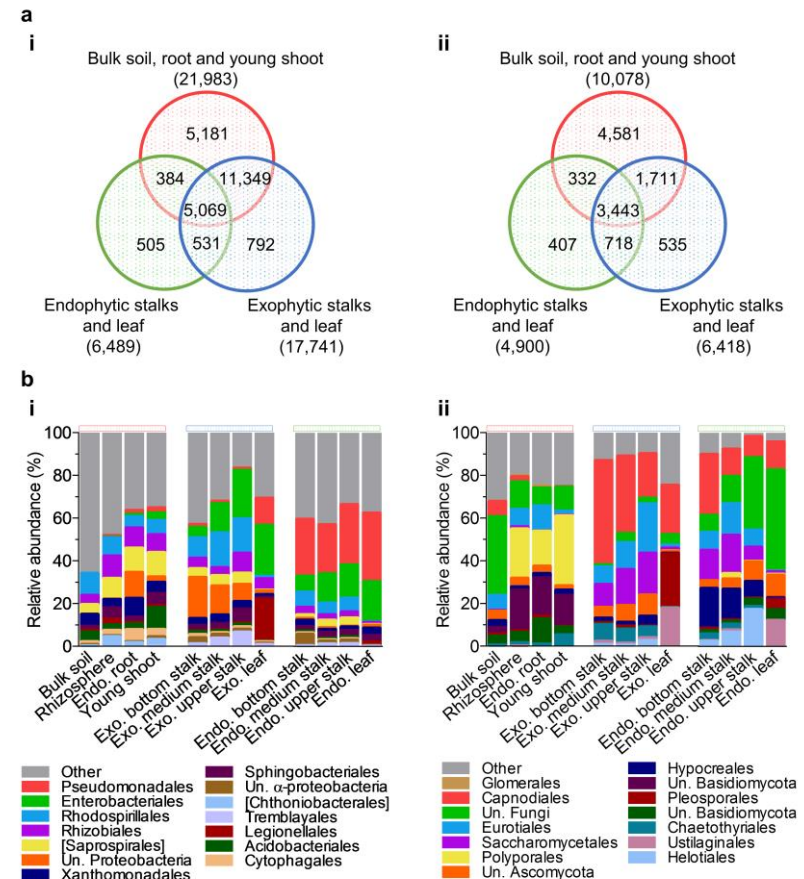 a
i
Bulk soil, root and young shoot
(21,983)
5,181
384
11,349
5,069
505
531
792
Endophytic stalks
and leaf
(6,489)
Exophytic stalks
and leaf
(17,741)
ii
Bulk soil, root and young shoot
(10,078)
4,581
332
1,711
3,443
407
718
535
Endophytic stalks
and leaf
(4,900)
Exophytic stalks
and leaf
(6,418)
b
i
Relative abundance (%)
100
80
60
40
20
0
Bulk soil
Rhizosphere
Endo. root
Young shoot
Exo. bottom stalk
Exo. medium stalk
Exo. upper stalk
Exo. leaf
Endo. bottom stalk
Endo. medium stalk
Endo. upper stalk
Endo. leaf
Other
Pseudomonadales
Enterobacteriales
Rhodospirillales
Rhizobiales
[Saprospirales]
Un. Proteobacteria
Xanthomonadales
Sphingobacteriales
Un. α-proteobacteria
[Chthoniobacterales]
Tremblayales
Legionellales
Acidobacteriales
Cytophagales
ii
Relative abundance (%)
100
80
60
40
20
0
Bulk soil
Rhizosphere
Endo. root
Young shoot
Exo. bottom stalk
Exo. medium stalk
Exo. upper stalk
Exo. leaf
Endo. bottom stalk
Endo. medium stalk
Endo. upper stalk
Endo. leaf
Other
Glomerales
Capnodiales
Un. Fungi
Eurotiales
Saccharomycetales
Polyporales
Un. Ascomycota
Hypocreales
Un. Basidiomycota
Pleosporales
Un. Basidiomycota
Chaetothyriales
Ustilaginales
Helotiales